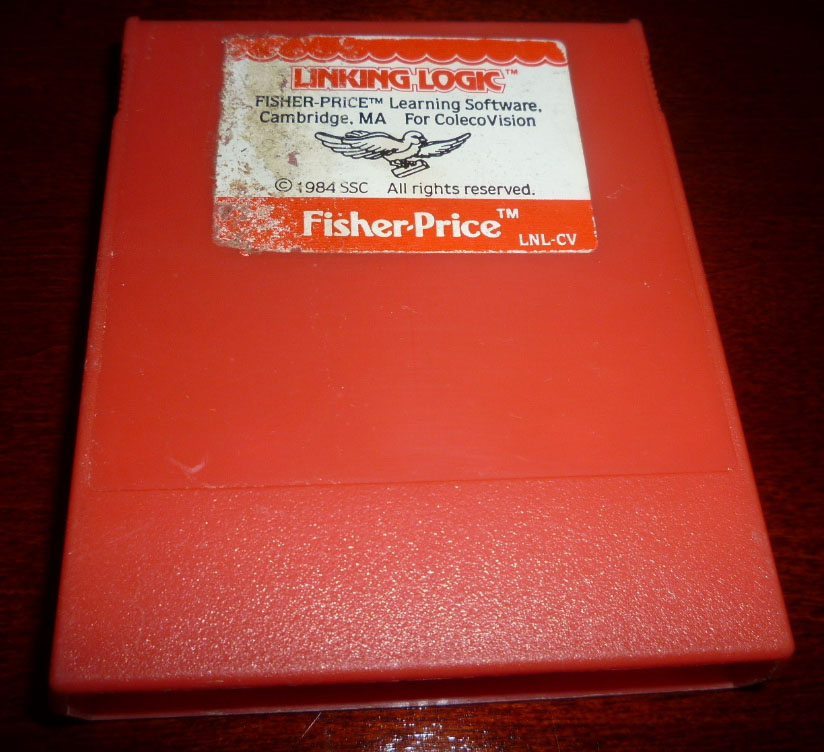 LINKING LOGIC™
FISHER-PRICE™ Learning Software,
Cambridge, MA For ColecoVision
© 1984 SSC All rights reserved.
Fisher-Price™
LNL-CV